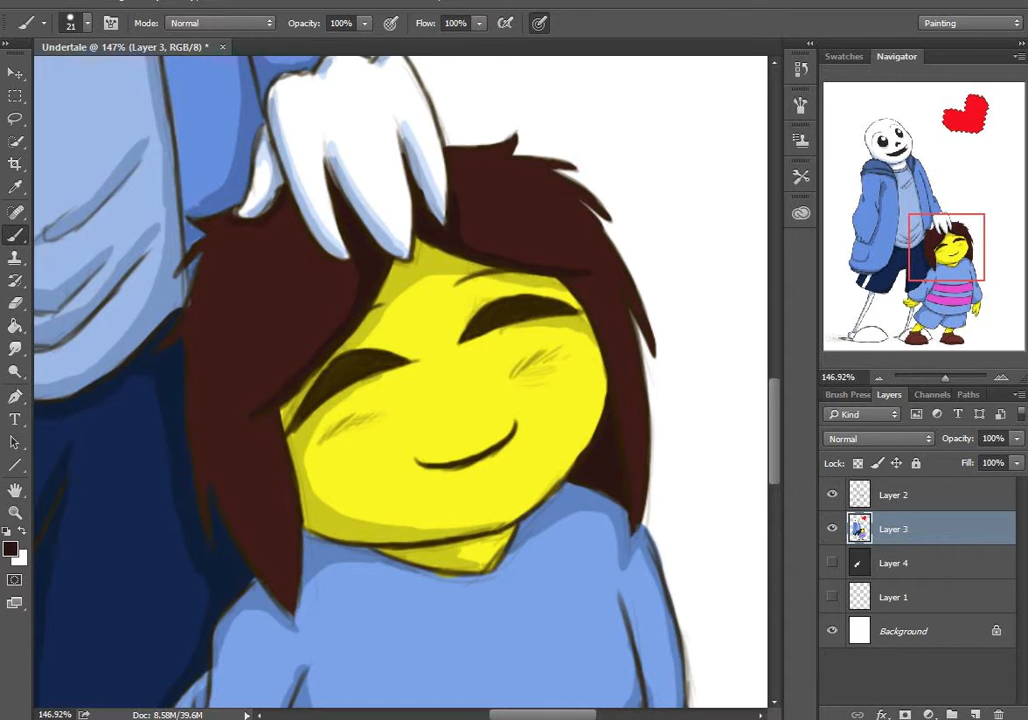 21 Mode: Normal Opacity: 100% Flow: 100% Painting
Undertale @ 147% (Layer 3, RGB/8) * ×
Swatches Navigator
146.92%
Brush Prese Layers Channels Paths
Kind
Normal Opacity: 100%
Lock: Fill: 100%
Layer 2
Layer 3
Layer 4
Layer 1
Background
T
146.92% Doc: 8.58M/39.6M
fx